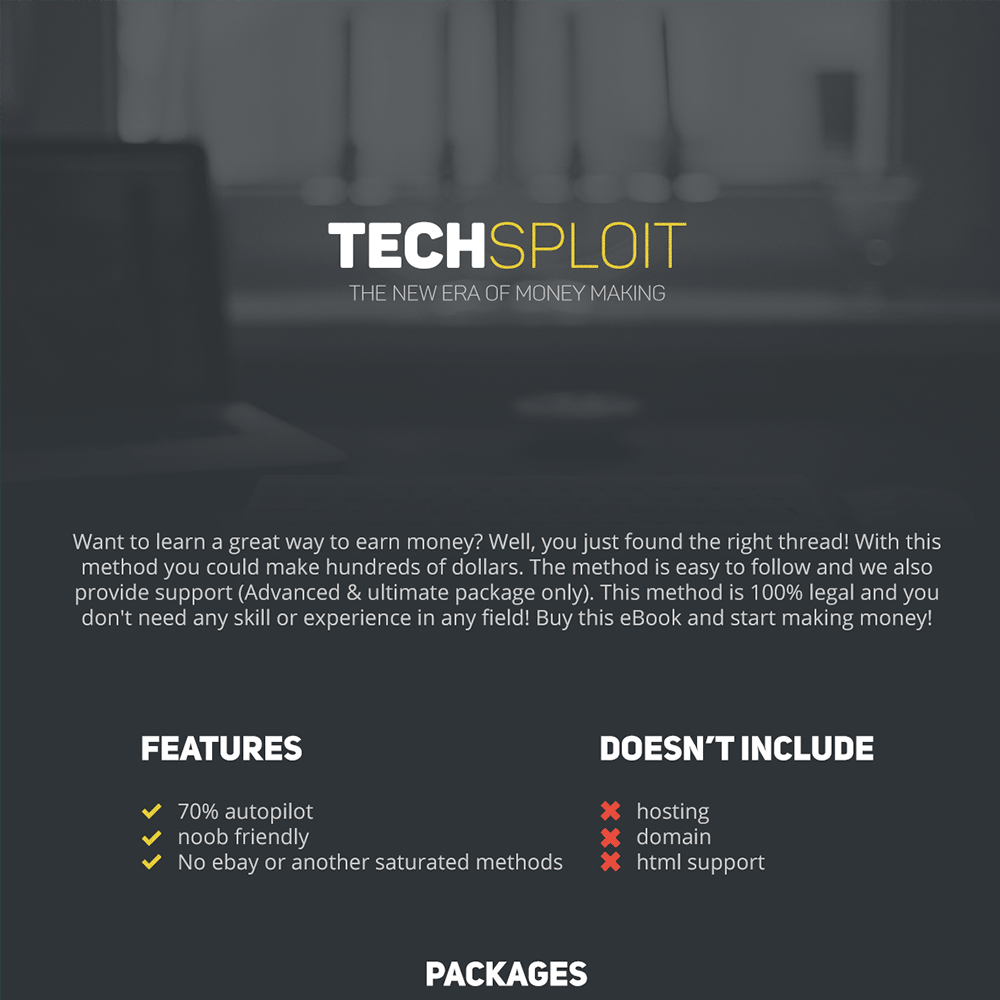 TECHSPLOIT
THE NEW ERA OF MONEY MAKING
Want to learn a great way to earn money? Well, you just found the right thread! With this
method you could make hundreds of dollars. The method is easy to follow and we also
provide support (Advanced & ultimate package only). This method is 100% legal and you
don't need any skill or experience in any field! Buy this eBook and start making money!
FEATURES
70% autopilot
noob friendly
No ebay or another saturated methods
DOESN'T INCLUDE
hosting
domain
html support
PACKAGES